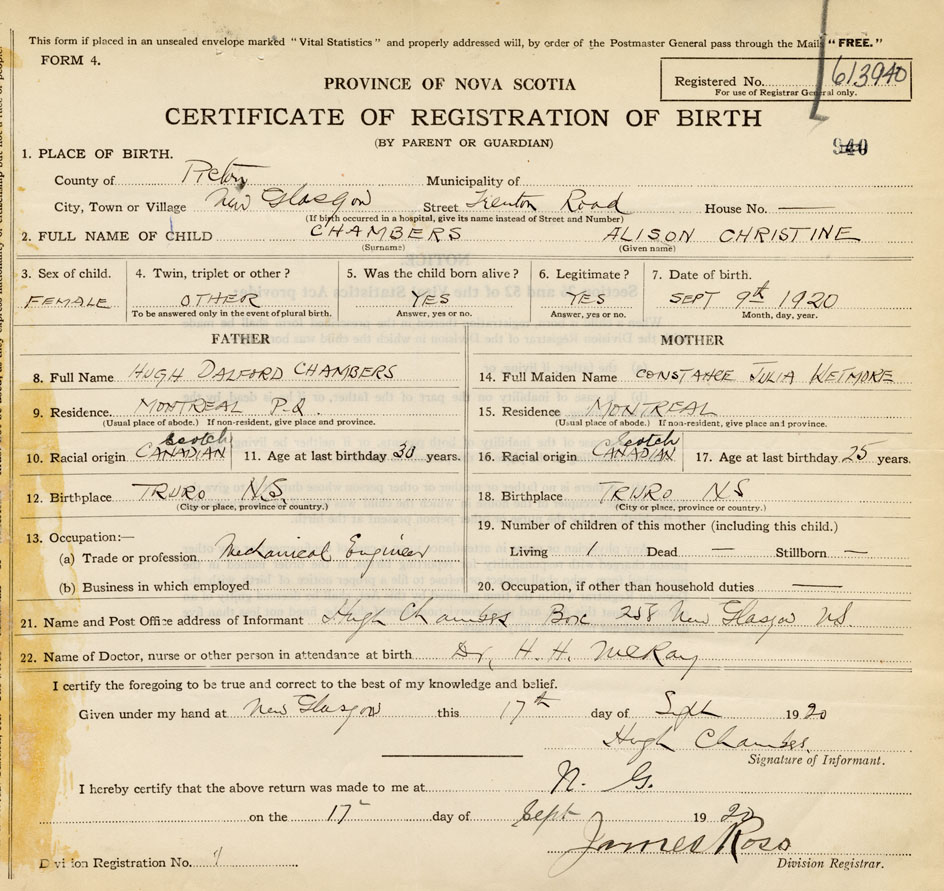 This form if placed in an unsealed envelope marked "Vital Statistics" and properly addressed will, by order of the Postmaster General pass through the Mails "FREE."
FORM 4.
Registered No. 613940
For use of Registrar General only.
PROVINCE OF NOVA SCOTIA
CERTIFICATE OF REGISTRATION OF BIRTH
(BY PARENT OR GUARDIAN)
940
1. PLACE OF BIRTH.
County of Pictou Municipality of
City, Town or Village New Glasgow Street Trenton Road House No. —
(If birth occurred in a hospital, give its name instead of Street and Number)
2. FULL NAME OF CHILD CHAMBERS ALISON CHRISTINE
(Surname) (Given name)
3. Sex of child. 4. Twin, triplet or other? 5. Was the child born alive? 6. Legitimate? 7. Date of birth.
FEMALE OTHER YES YES SEPT 9th 1920
To be answered only in the event of plural birth. Answer, yes or no. Answer, yes or no. Month, day, year.
FATHER MOTHER
8. Full Name HUGH DALFORD CHAMBERS 14. Full Maiden Name CONSTANCE JULIA WETMORE
9. Residence. MONTREAL P.Q. 15. Residence MONTREAL
(Usual place of abode.) If non-resident, give place and province. (Usual place of abode.) If non-resident, give place and province.
Scotch Scotch
10. Racial origin CANADIAN 11. Age at last birthday 30 years. 16. Racial origin CANADIAN 17. Age at last birthday 25 years.
12. Birthplace TRURO N.S. 18. Birthplace TRURO N.S
(City or place, province or country.) (City or place, province or country.)
13. Occupation:— 19. Number of children of this mother (including this child.)
(a) Trade or profession Mechanical Engineer Living 1 Dead — Stillborn —
(b) Business in which employed 20. Occupation, if other than household duties —
21. Name and Post Office address of Informant Hugh Chambers Box 258 New Glasgow N.S.
22. Name of Doctor, nurse or other person in attendance at birth Dr. H. H. McKay
I certify the foregoing to be true and correct to the best of my knowledge and belief.
Given under my hand at New Glasgow this 17th day of Sept 1920
Hugh Chambers
Signature of Informant.
I hereby certify that the above return was made to me at N. G.
on the 17 day of Sept 1920
James Ross
Division Registrar.
Division Registration No.